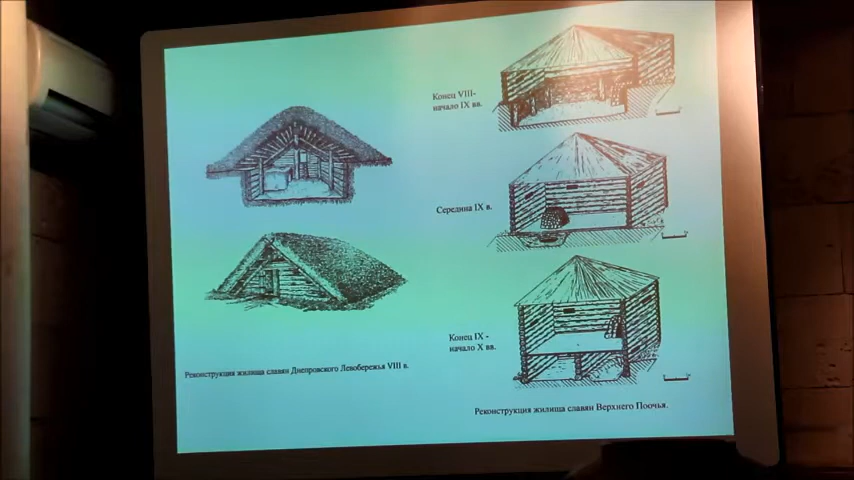 Конец VIII-
начало IX вв.
Середина IX в.
Конец IX -
начало X вв.
Реконструкция жилища славян Днепровского Левобережья VIII в.
Реконструкция жилища славян Верхнего Поочья.